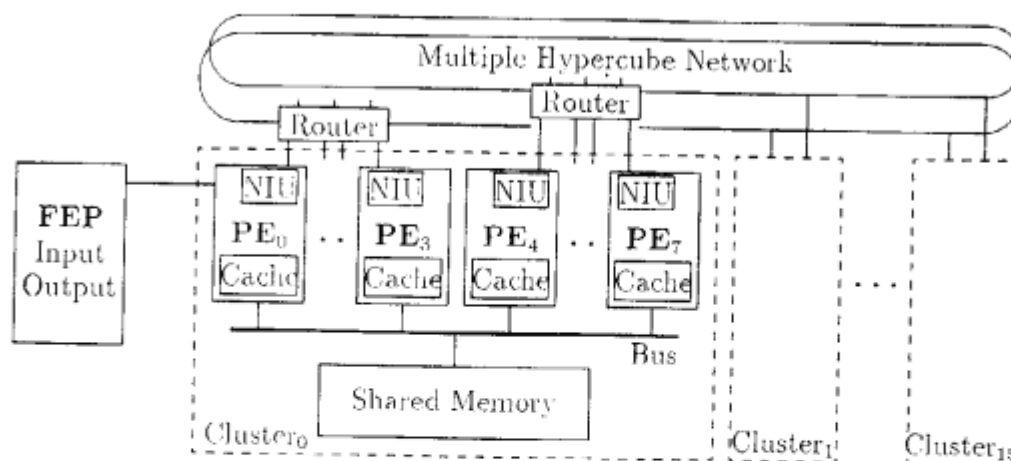 Multiple Hypercube Network
Router
Router
FEP
Input
Output
NIU
PE₀
Cache
NIU
PE₃
Cache
NIU
PE₄
Cache
NIU
PE₇
Cache
. .
. .
. . . .
Bus
Shared Memory
Cluster₀
Cluster₁
Cluster₁₅